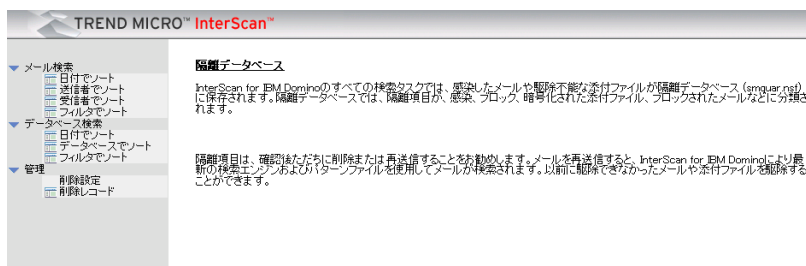 TREND MICRO™ InterScan™
メール検索
日付でソート
送信者でソート
受信者でソート
フィルタでソート
データベース検索
日付でソート
データベースでソート
フィルタでソート
管理
削除設定
削除レコード
隔離データベース
InterScan for IBM Dominoのすべての検索タスクでは、感染したメールや駆除不能な添付ファイルが隔離データベース (smquar.nsf)
に保存されます。隔離データベースでは、隔離項目が、感染、ブロック、暗号化された添付ファイル、ブロックされたメールなどに分類さ
れます。
隔離項目は、確認後ただちに削除または再送信することをお勧めします。メールを再送信すると、InterScan for IBM Dominoにより最
新の検索エンジンおよびパターンファイルを使用してメールが検索されます。以前に駆除できなかったメールや添付ファイルを駆除する
ことができます。